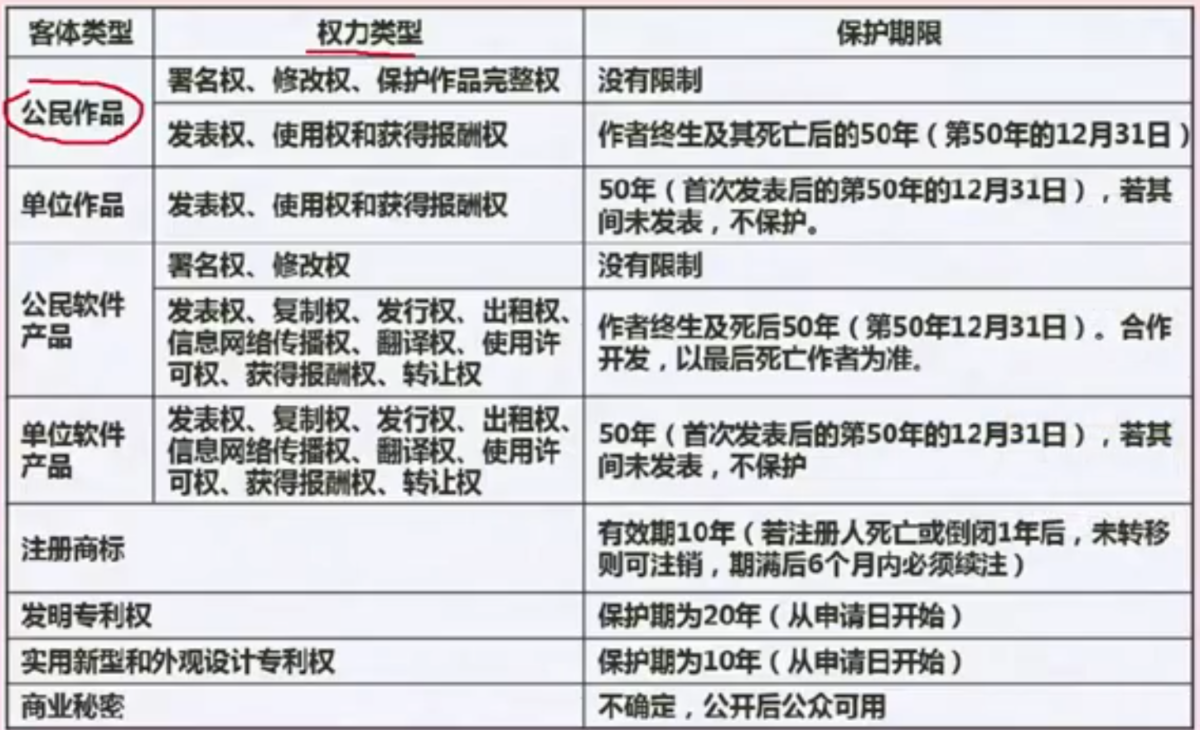 客体类型 权力类型 保护期限
公民作品
署名权、修改权、保护作品完整权 没有限制
发表权、使用权和获得报酬权 作者终生及其死亡后的50年（第50年的12月31日）
单位作品 发表权、使用权和获得报酬权
50年（首次发表后的第50年的12月31日），若其
间未发表，不保护。
公民软件
产品
署名权、修改权 没有限制
发表权、复制权、发行权、出租权、
信息网络传播权、翻译权、使用许
可权、获得报酬权、转让权
作者终生及死后50年（第50年12月31日）。合作
开发，以最后死亡作者为准。
单位软件
产品
发表权、复制权、发行权、出租权、
信息网络传播权、翻译权、使用许
可权、获得报酬权、转让权
50年（首次发表后的第50年的12月31日），若其
间未发表，不保护
注册商标
有效期10年（若注册人死亡或倒闭1年后，未转移
则可注销，期满后6个月内必须续注）
发明专利权 保护期为20年（从申请日开始）
实用新型和外观设计专利权 保护期为10年（从申请日开始）
商业秘密 不确定，公开后公众可用